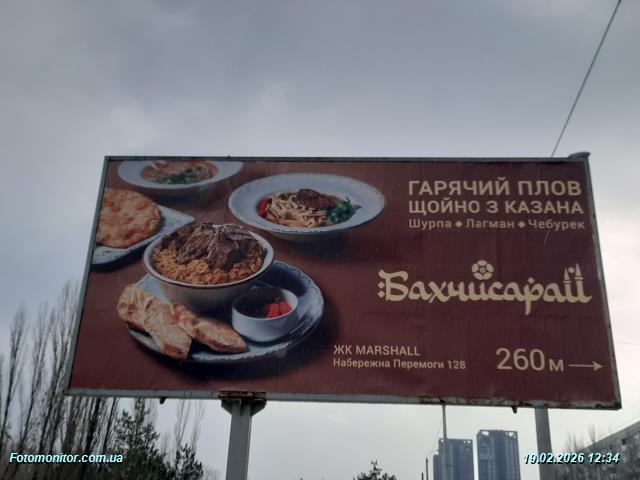 ГАРЯЧИЙ ПЛОВ
ЩОЙНО З КАЗАНА
Шурпа ◆ Лагман ◆ Чебурек
Бахчисарай
ЖК MARSHALL
Набережна Перемоги 128
260м →
Fotomonitor.com.ua
19.02.2026 12:34